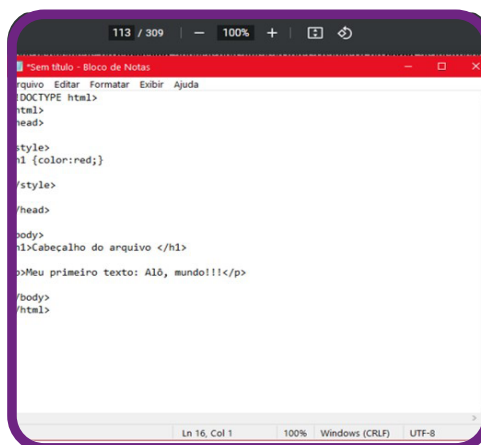 113 / 309 — 100% +
*Sem título - Bloco de Notas
rquivo Editar Formatar Exibir Ajuda
!DOCTYPE html>
html>
head>
style>
h1 {color:red;}
/style>
/head>
body>
h1>Cabeçalho do arquivo </h1>
p>Meu primeiro texto: Alô, mundo!!!</p>
/body>
/html>
Ln 16, Col 1 100% Windows (CRLF) UTF-8